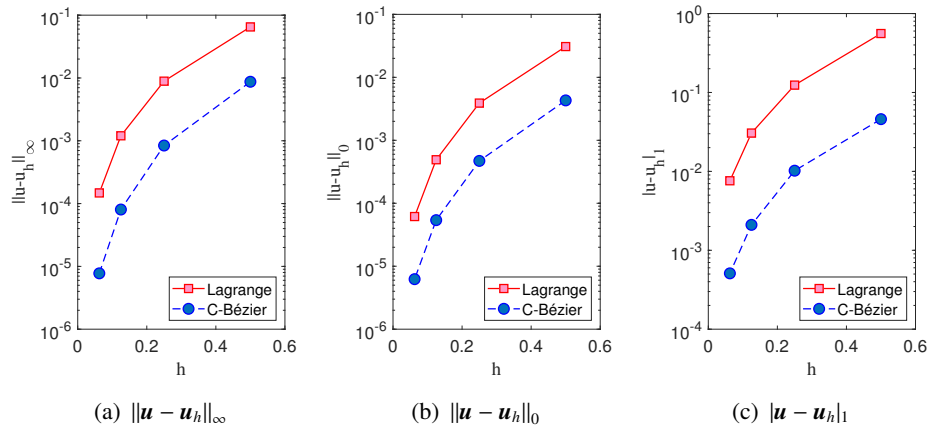 10^-1
10^-2
10^-3
10^-4
10^-5
10^-6
||u-u_h||_∞
0
0.2
0.4
0.6
h
Lagrange
C-Bézier
(a) ||u − u_h||_∞
10^-1
10^-2
10^-3
10^-4
10^-5
10^-6
||u-u_h||_0
0
0.2
0.4
0.6
h
Lagrange
C-Bézier
(b) ||u − u_h||_0
10^0
10^-1
10^-2
10^-3
10^-4
|u-u_h|_1
0
0.2
0.4
0.6
h
Lagrange
C-Bézier
(c) |u − u_h|_1